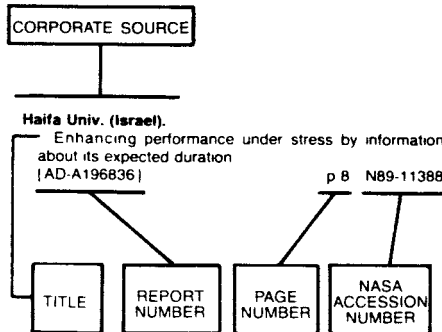 CORPORATE SOURCE
Haifa Univ. (Israel).
Enhancing performance under stress by information
about its expected duration
[AD-A196836] p 8 N89-11388
TITLE REPORT NUMBER PAGE NUMBER NASA ACCESSION NUMBER